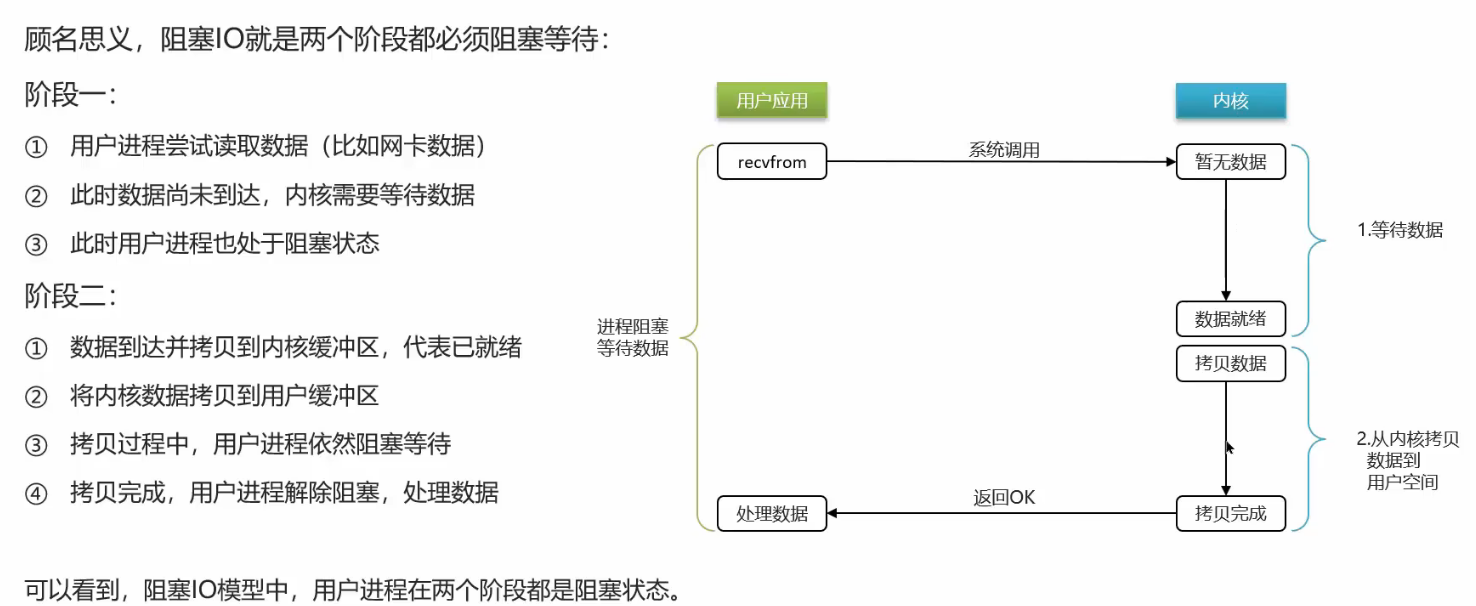 顾名思义，阻塞IO就是两个阶段都必须阻塞等待：
阶段一：
① 用户进程尝试读取数据（比如网卡数据）
② 此时数据尚未到达，内核需要等待数据
③ 此时用户进程也处于阻塞状态
阶段二：
① 数据到达并拷贝到内核缓冲区，代表已就绪
② 将内核数据拷贝到用户缓冲区
③ 拷贝过程中，用户进程依然阻塞等待
④ 拷贝完成，用户进程解除阻塞，处理数据
可以看到，阻塞IO模型中，用户进程在两个阶段都是阻塞状态。
用户应用
内核
recvfrom
系统调用
暂无数据
1.等待数据
数据就绪
进程阻塞
等待数据
拷贝数据
2.从内核拷贝
数据到
用户空间
处理数据
返回OK
拷贝完成